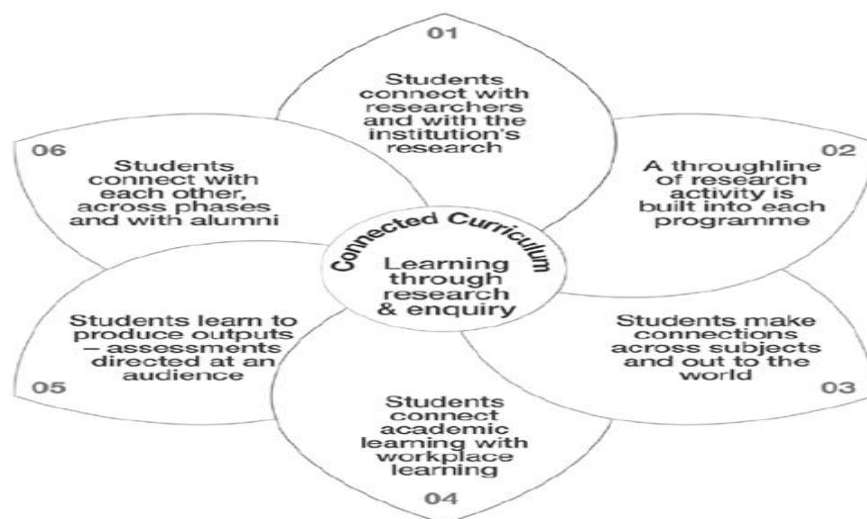 01
Students
connect with
researchers
and with the
institution's
research
02
A throughline
of research
activity is
built into each
programme
03
Students make
connections
across subjects
and out to the
world
04
Students
connect
academic
learning with
workplace
learning
05
Students learn to
produce outputs
– assessments
directed at an
audience
06
Students
connect with
each other,
across phases
and with alumni
Connected Curriculum
Learning
through
research
& enquiry